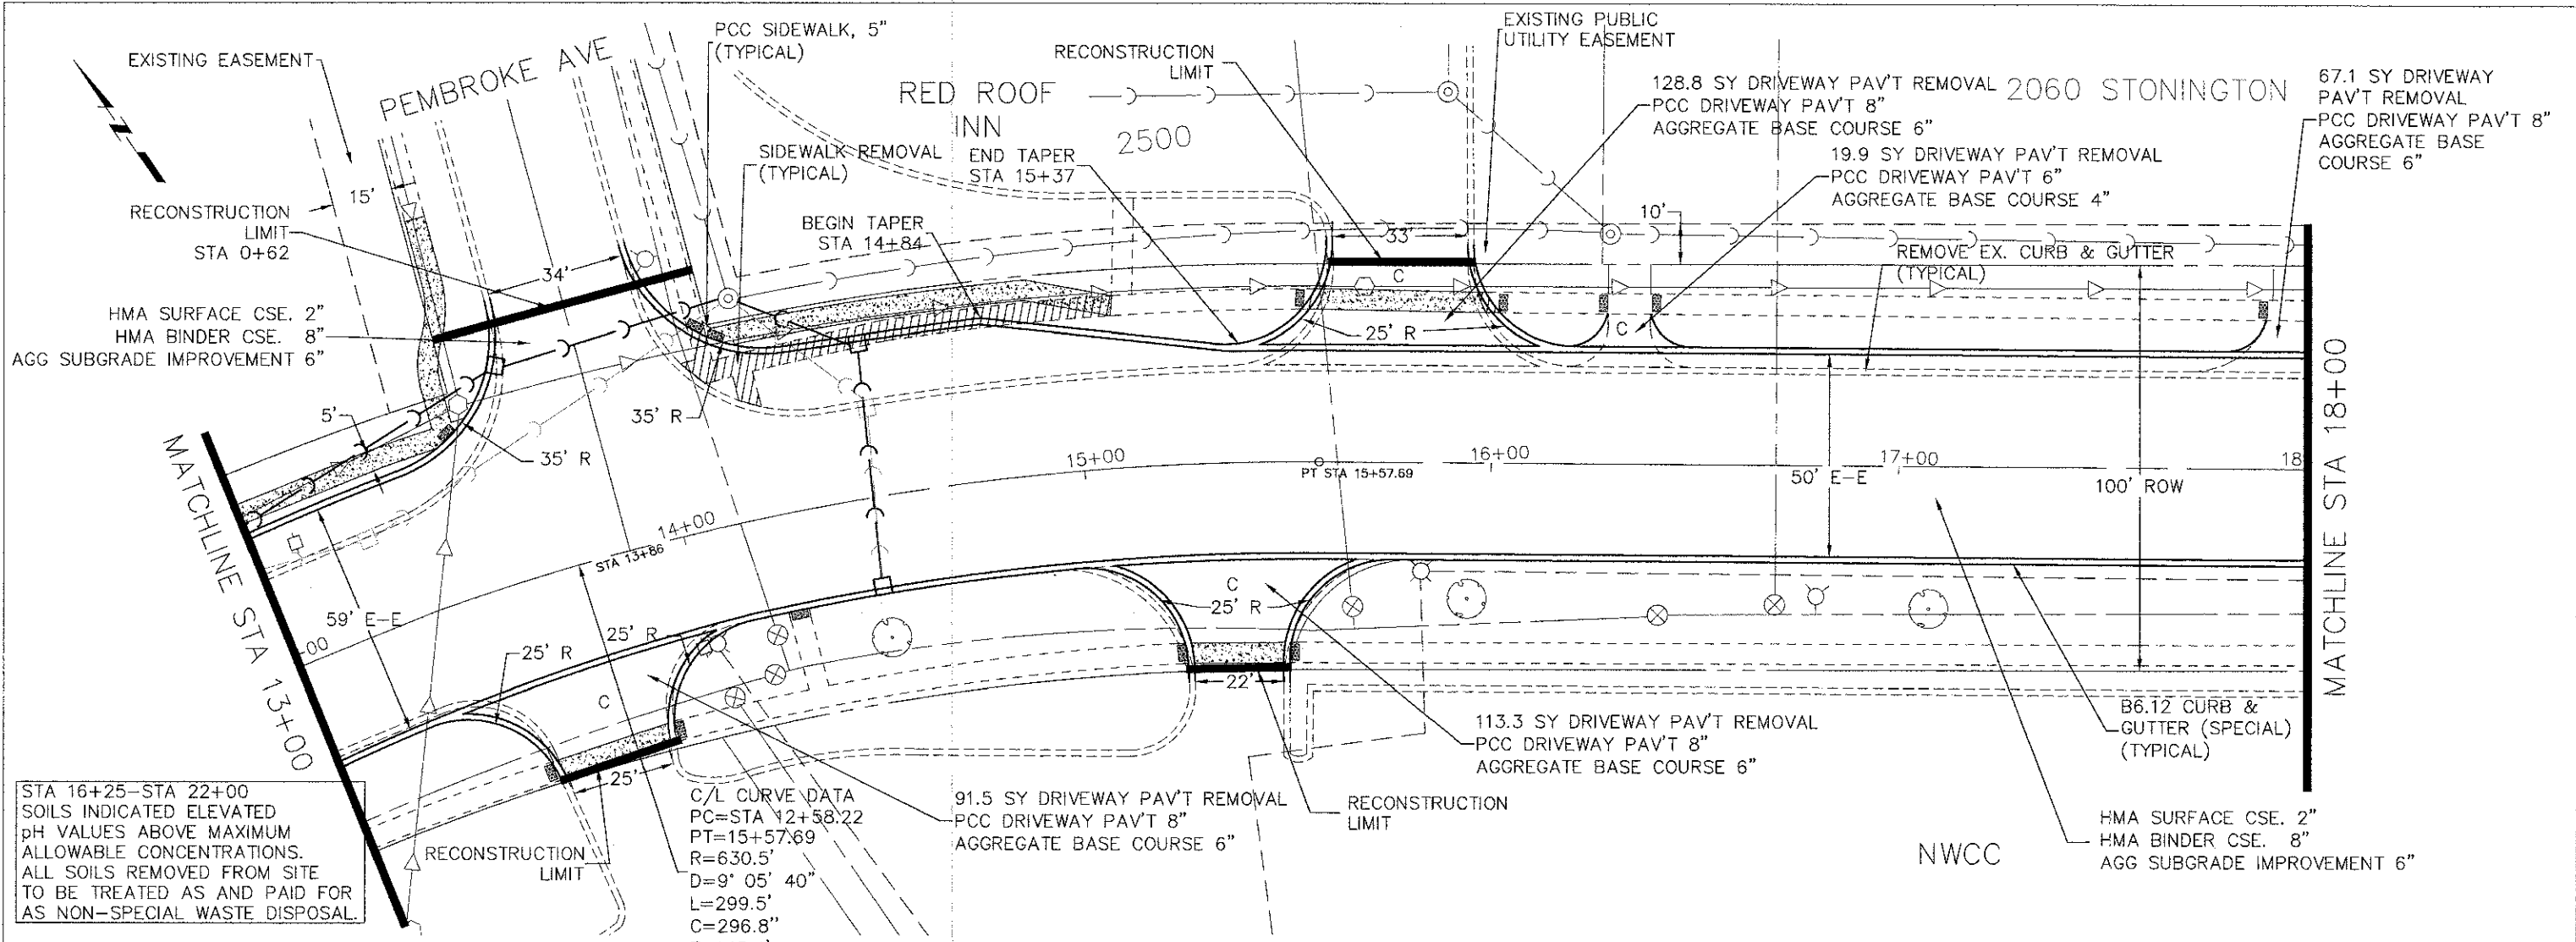 EXISTING EASEMENT
PEMBROKE AVE
PCC SIDEWALK, 5"
(TYPICAL)
RED ROOF
INN
2500
RECONSTRUCTION
LIMIT
EXISTING PUBLIC
UTILITY EASEMENT
128.8 SY DRIVEWAY PAV'T REMOVAL
PCC DRIVEWAY PAV'T 8"
AGGREGATE BASE COURSE 6"
2060 STONINGTON
67.1 SY DRIVEWAY
PAV'T REMOVAL
PCC DRIVEWAY PAV'T 8"
AGGREGATE BASE
COURSE 6"
19.9 SY DRIVEWAY PAV'T REMOVAL
PCC DRIVEWAY PAV'T 6"
AGGREGATE BASE COURSE 4"
SIDEWALK REMOVAL
(TYPICAL)
END TAPER
STA 15+37
15'
RECONSTRUCTION
LIMIT
STA 0+62
BEGIN TAPER
STA 14+84
10'
33'
34'
C
REMOVE EX. CURB & GUTTER
(TYPICAL)
HMA SURFACE CSE. 2"
HMA BINDER CSE. 8"
AGG SUBGRADE IMPROVEMENT 6"
25' R
C
5'
35' R
35' R
MATCHLINE STA 13+00
MATCHLINE STA 18+00
15+00
PT STA 15+57.69
16+00
17+00
18
50' E-E
100' ROW
14+00
STA 13+86
59' E-E
00
25' R
25' R
C
C
25' R
22'
25'
B6.12 CURB &
GUTTER (SPECIAL)
(TYPICAL)
113.3 SY DRIVEWAY PAV'T REMOVAL
PCC DRIVEWAY PAV'T 8"
AGGREGATE BASE COURSE 6"
STA 16+25-STA 22+00
SOILS INDICATED ELEVATED
pH VALUES ABOVE MAXIMUM
ALLOWABLE CONCENTRATIONS.
ALL SOILS REMOVED FROM SITE
TO BE TREATED AS AND PAID FOR
AS NON-SPECIAL WASTE DISPOSAL.
RECONSTRUCTION
LIMIT
C/L CURVE DATA
PC=STA 12+58.22
PT=15+57.69
R=630.5'
D=9° 05' 40"
L=299.5'
C=296.8"
91.5 SY DRIVEWAY PAV'T REMOVAL
PCC DRIVEWAY PAV'T 8"
AGGREGATE BASE COURSE 6"
RECONSTRUCTION
LIMIT
NWCC
HMA SURFACE CSE. 2"
HMA BINDER CSE. 8"
AGG SUBGRADE IMPROVEMENT 6"